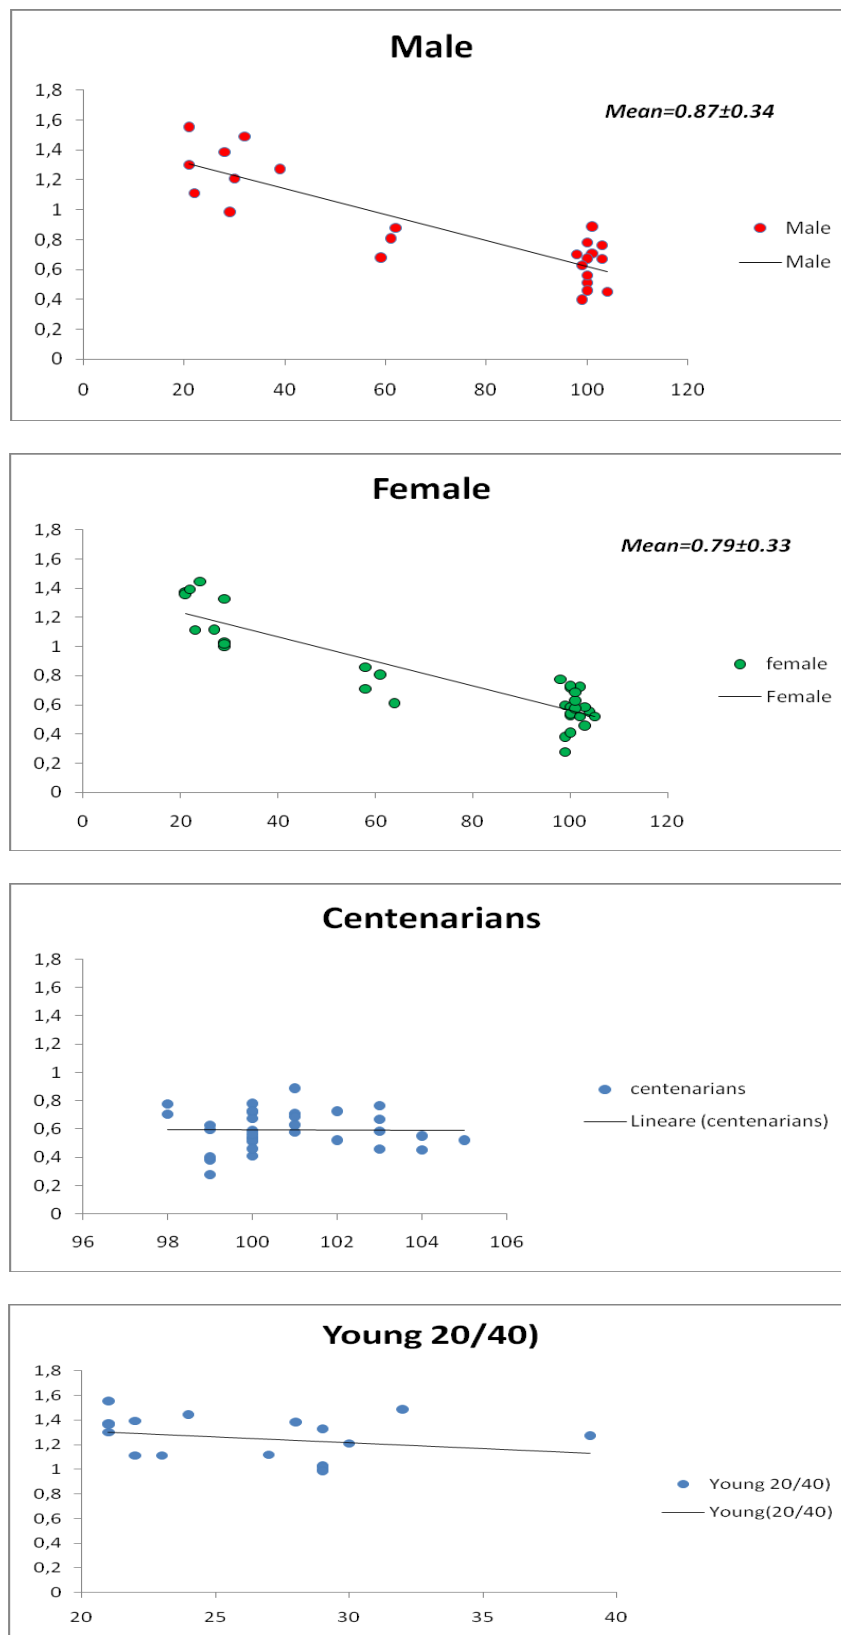 Male
1,8
Mean=0.87±0.34
1,6
1,4
1,2
1
Male
0,8
Male
0,6
0,4
0,2
0
0 20 40 60 80 100 120
Female
1,8
Mean=0.79±0.33
1,6
1,4
1,2
1
female
0,8
Female
0,6
0,4
0,2
0
0 20 40 60 80 100 120
Centenarians
1,8
1,6
1,4
1,2
1
centenarians
0,8
Lineare (centenarians)
0,6
0,4
0,2
0
96 98 100 102 104 106
Young 20/40)
1,8
1,6
1,4
1,2
1
Young 20/40)
0,8
Young(20/40)
0,6
0,4
0,2
0
20 25 30 35 40